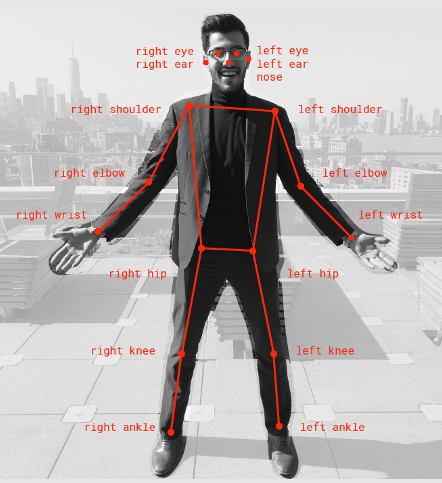 right eye
left eye
right ear
left ear
nose
right shoulder
left shoulder
right elbow
left elbow
right wrist
left wrist
right hip
left hip
right knee
left knee
right ankle
left ankle